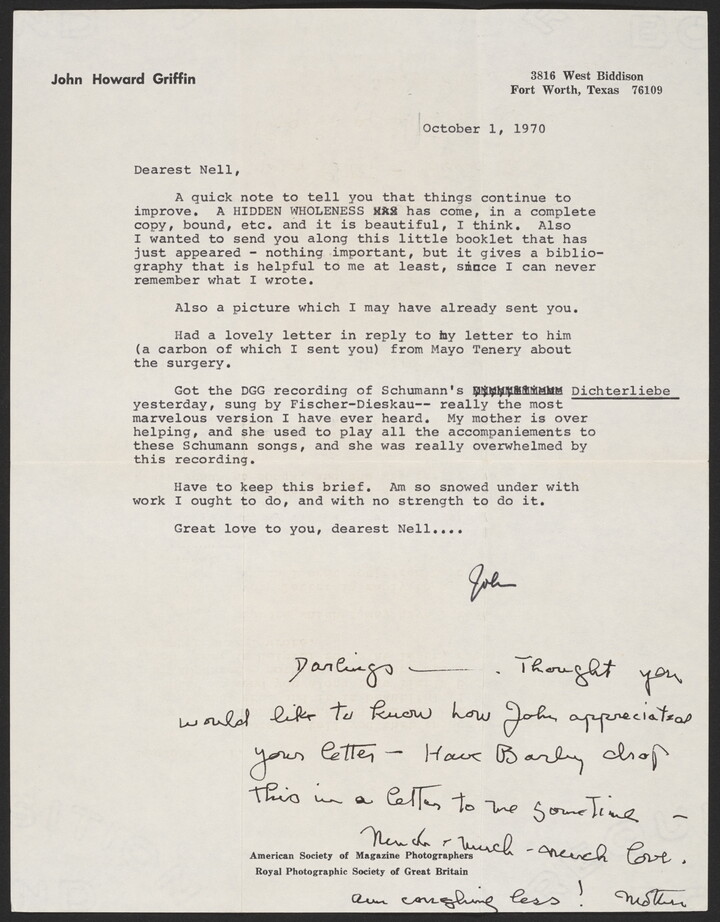 John Howard Griffin
3816 West Biddison
Fort Worth, Texas 76109
October 1, 1970
Dearest Nell,
A quick note to tell you that things continue to
improve. A HIDDEN WHOLENESS has come, in a complete
copy, bound, etc. and it is beautiful, I think. Also
I wanted to send you along this little booklet that has
just appeared - nothing important, but it gives a biblio-
graphy that is helpful to me at least, since I can never
remember what I wrote.
Also a picture which I may have already sent you.
Had a lovely letter in reply to my letter to him
(a carbon of which I sent you) from Mayo Tenery about
the surgery.
Got the DGG recording of Schumann's Dichterliebe
yesterday, sung by Fischer-Dieskau-- really the most
marvelous version I have ever heard. My mother is over
helping, and she used to play all the accompaniements to
these Schumann songs, and she was really overwhelmed by
this recording.
Have to keep this brief. Am so snowed under with
work I ought to do, and with no strength to do it.
Great love to you, dearest Nell....
John
Darlings —. Thought you
would like to know how John appreciated
your letter - Have Barby drop
this in a letter to me sometime -
Much - much - much love.
American Society of Magazine Photographers
Royal Photographic Society of Great Britain
am coughing less! Mother